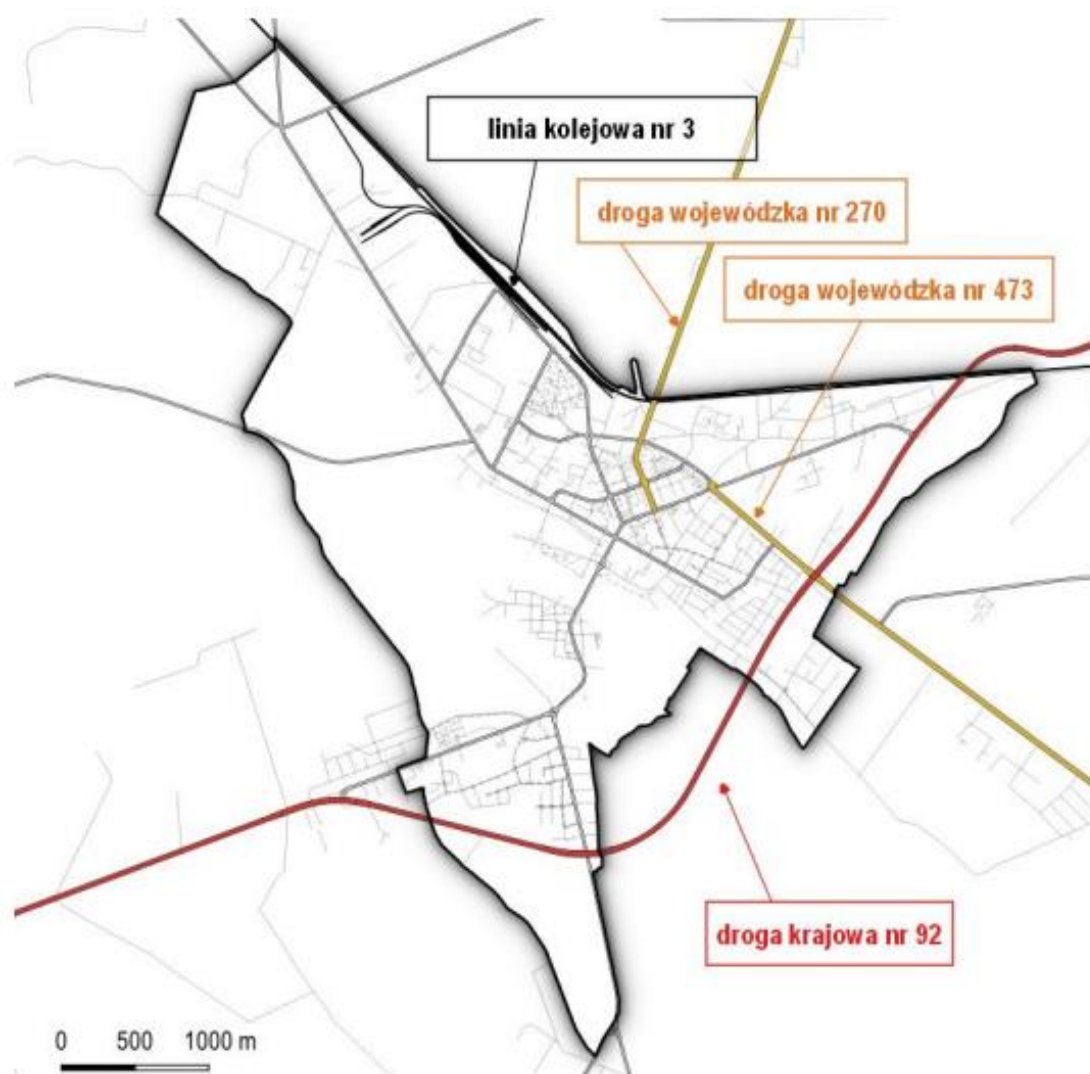 linia kolejowa nr 3
droga wojewódzka nr 270
droga wojewódzka nr 473
droga krajowa nr 92
0 500 1000 m